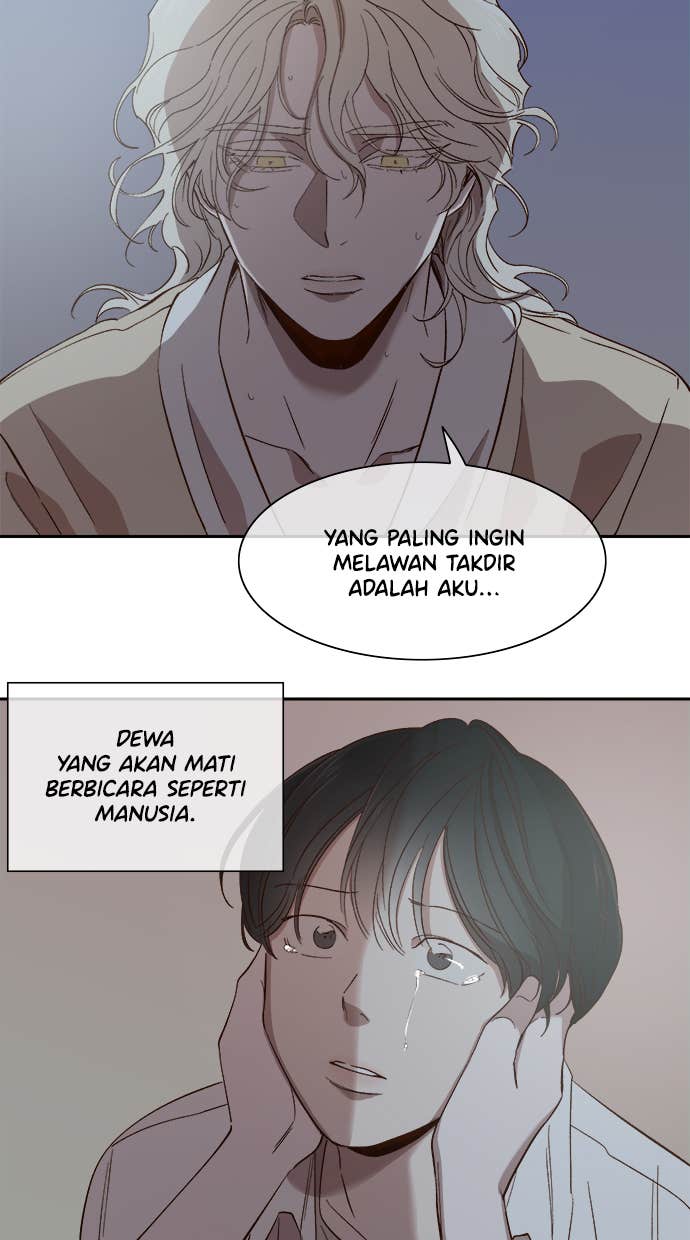 YANG PALING INGIN
MELAWAN TAKDIR
ADALAH AKU...
DEWA
YANG AKAN MATI
BERBICARA SEPERTI
MANUSIA.